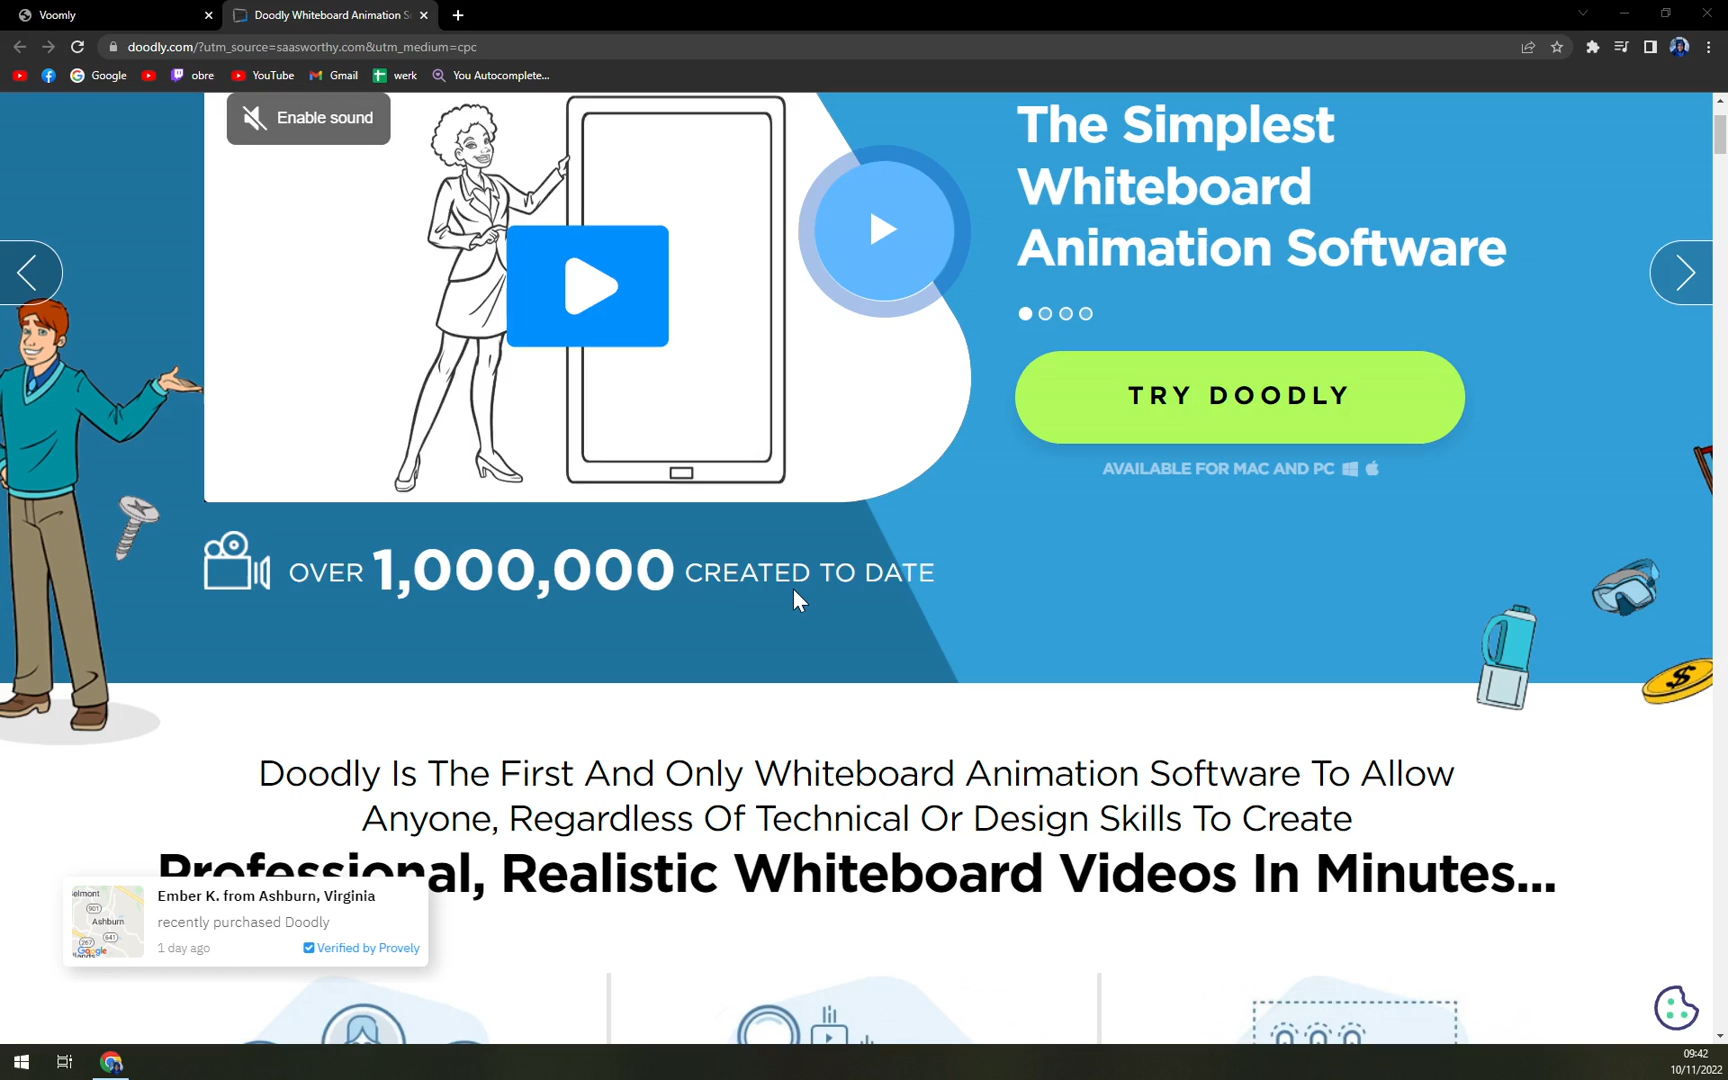 Voomly
Doodly Whiteboard Animation S
doodly.com/?utm_source=saasworthy.com&utm_medium=cpc
Google
obre
YouTube
Gmail
werk
You Autocomplete...
Enable sound
The Simplest
Whiteboard
Animation Software
TRY DOODLY
AVAILABLE FOR MAC AND PC
OVER 1,000,000 CREATED TO DATE
Doodly Is The First And Only Whiteboard Animation Software To Allow
Anyone, Regardless Of Technical Or Design Skills To Create
Professional, Realistic Whiteboard Videos In Minutes...
elmont
901
Ashburn
267
641
Google
Ember K. from Ashburn, Virginia
recently purchased Doodly
1 day ago
Verified by Provely
09:42
10/11/2022